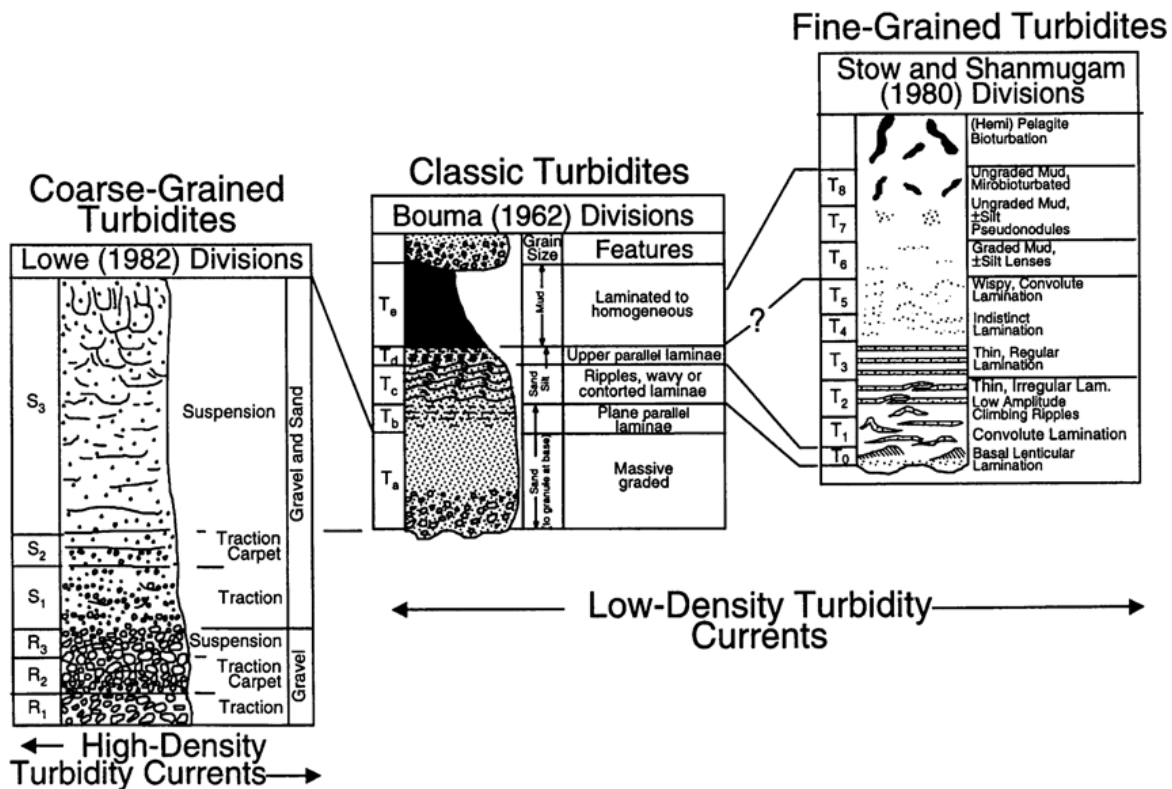 Coarse-Grained
Turbidites
Lowe (1982) Divisions
S3
S2
S1
R3
R2
R1
Suspension
Traction
Carpet
Traction
Suspension
Traction
Carpet
Traction
Gravel and Sand
Gravel
High-Density
Turbidity Currents
Classic Turbidites
Bouma (1962) Divisions
Grain
Size
Features
Te
Td
Tc
Tb
Ta
Mud
Sand
Silt
Sand
(to granule at base)
Laminated to
homogeneous
Upper parallel laminae
Ripples, wavy or
contorted laminae
Plane parallel
laminae
Massive
graded
?
Low-Density Turbidity
Currents
Fine-Grained Turbidites
Stow and Shanmugam
(1980) Divisions
T8
T7
T6
T5
T4
T3
T2
T1
T0
(Hemi) Pelagite
Bioturbation
Ungraded Mud,
Mirobioturbated
Ungraded Mud,
±Silt
Pseudonodules
Graded Mud,
±Silt Lenses
Wispy, Convolute
Lamination
Indistinct
Lamination
Thin, Regular
Lamination
Thin, Irregular Lam.
Low Amplitude
Climbing Ripples
Convolute Lamination
Basal Lenticular
Lamination